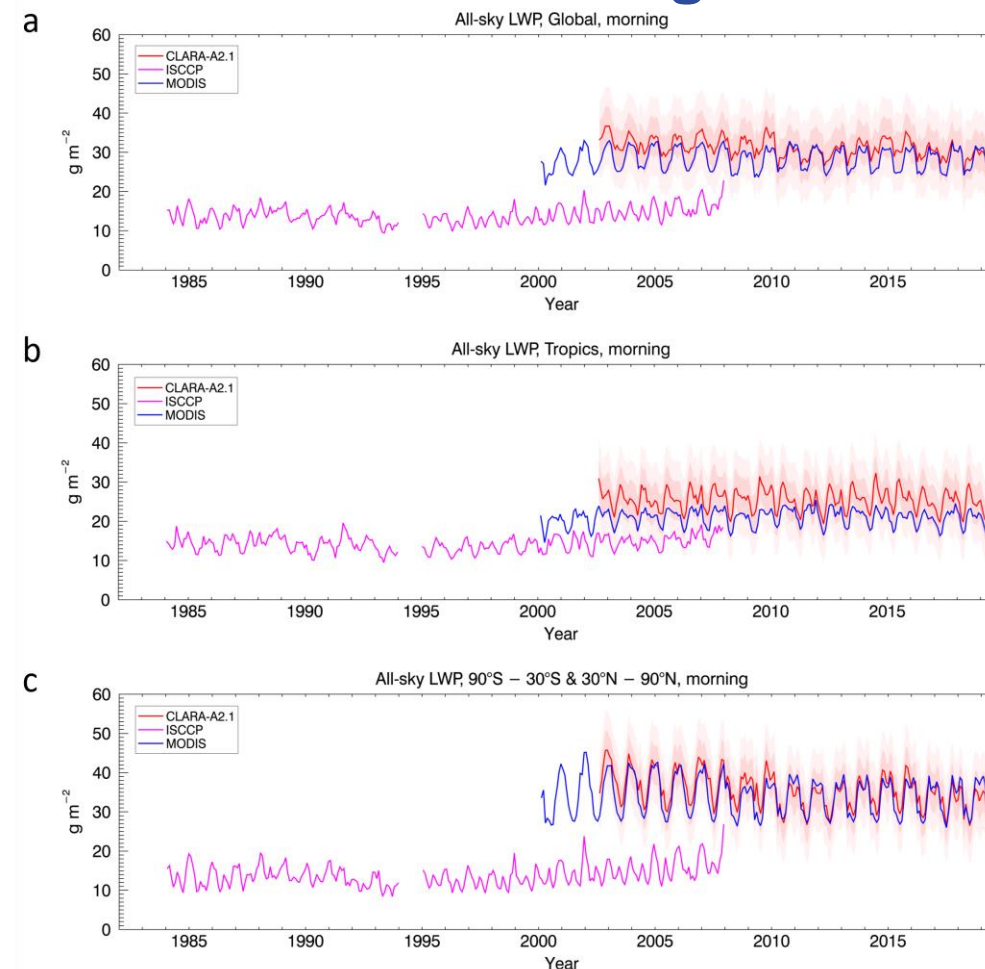 a
All-sky LWP, Global, morning
60
50
40
30
20
10
0
g m−2
CLARA-A2.1
ISCCP
MODIS
1985 1990 1995 2000 2005 2010 2015
Year
b
All-sky LWP, Tropics, morning
60
50
40
30
20
10
0
g m−2
CLARA-A2.1
ISCCP
MODIS
1985 1990 1995 2000 2005 2010 2015
Year
c
All-sky LWP, 90°S − 30°S & 30°N − 90°N, morning
60
50
40
30
20
10
0
g m−2
CLARA-A2.1
ISCCP
MODIS
1985 1990 1995 2000 2005 2010 2015
Year